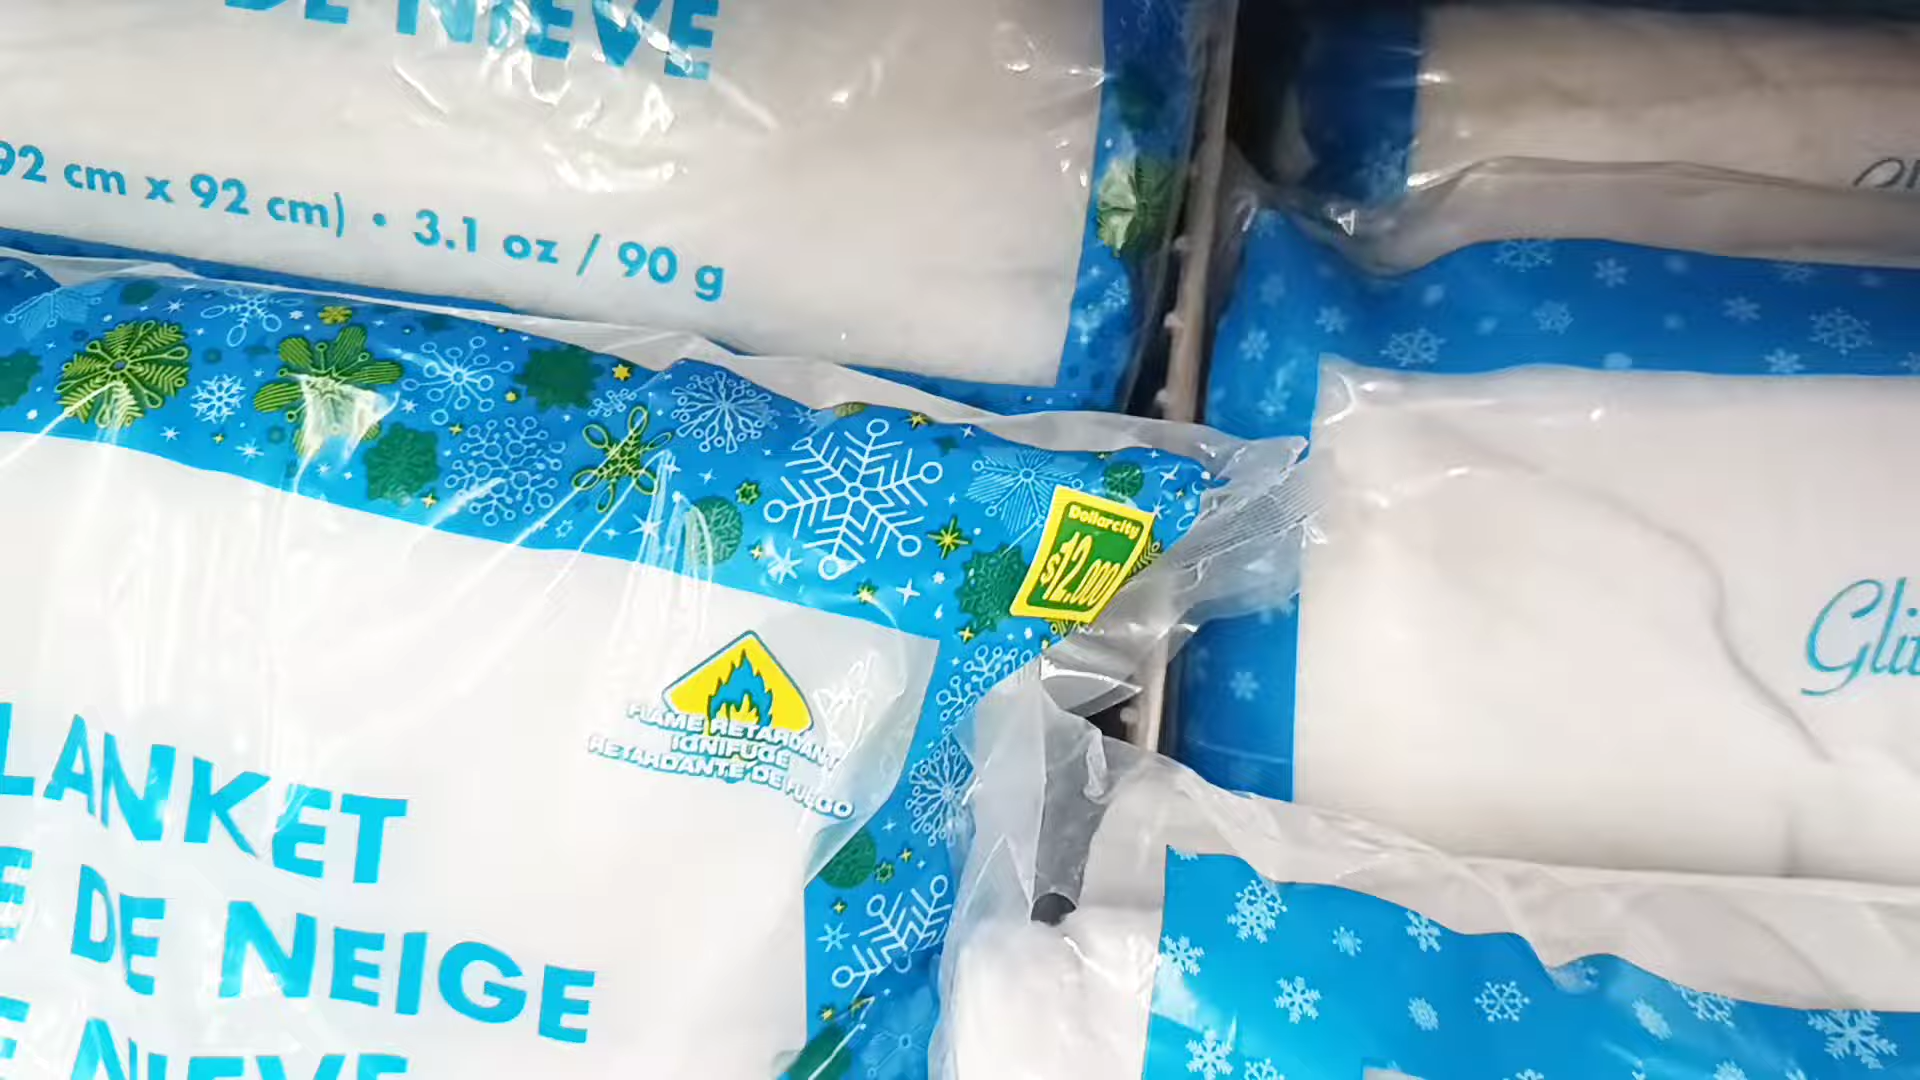 DE NIEVE
92 cm x 92 cm) • 3.1 oz / 90 g
Dollarcity
$12.000
FLAME RETARDANT
IGNIFUGE
RETARDANTE DE FUEGO
LANKET
E DE NEIGE
E NIEVE
Gli